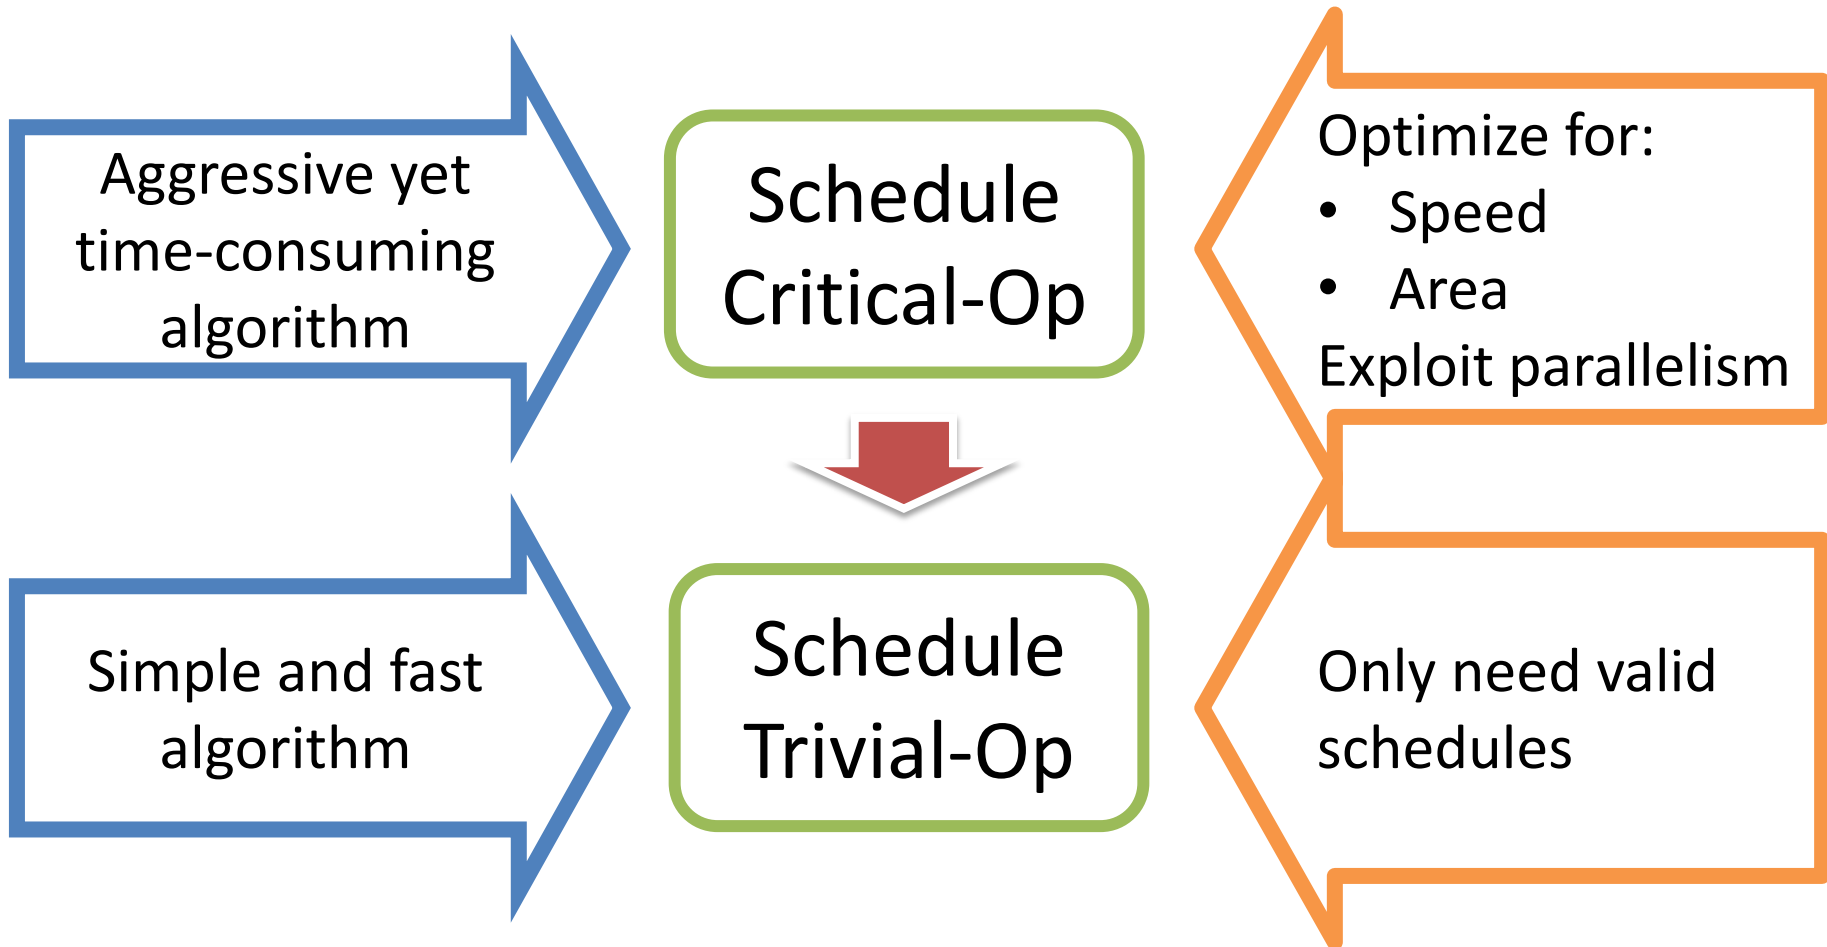 Aggressive yet
time-consuming
algorithm
Schedule
Critical-Op
Optimize for:
• Speed
• Area
Exploit parallelism
Simple and fast
algorithm
Schedule
Trivial-Op
Only need valid
schedules